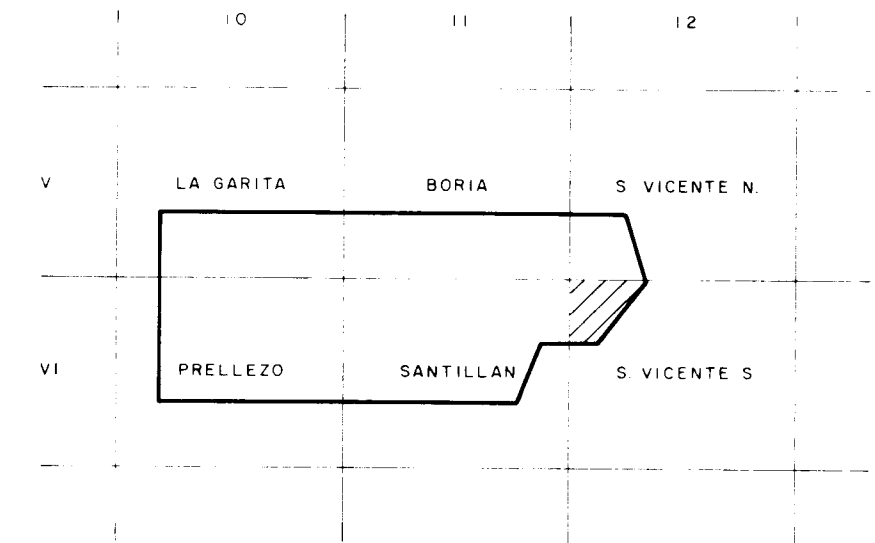 10 11 12
V LA GARITA BORIA S. VICENTE N.
VI PRELLEZO SANTILLAN S. VICENTE S